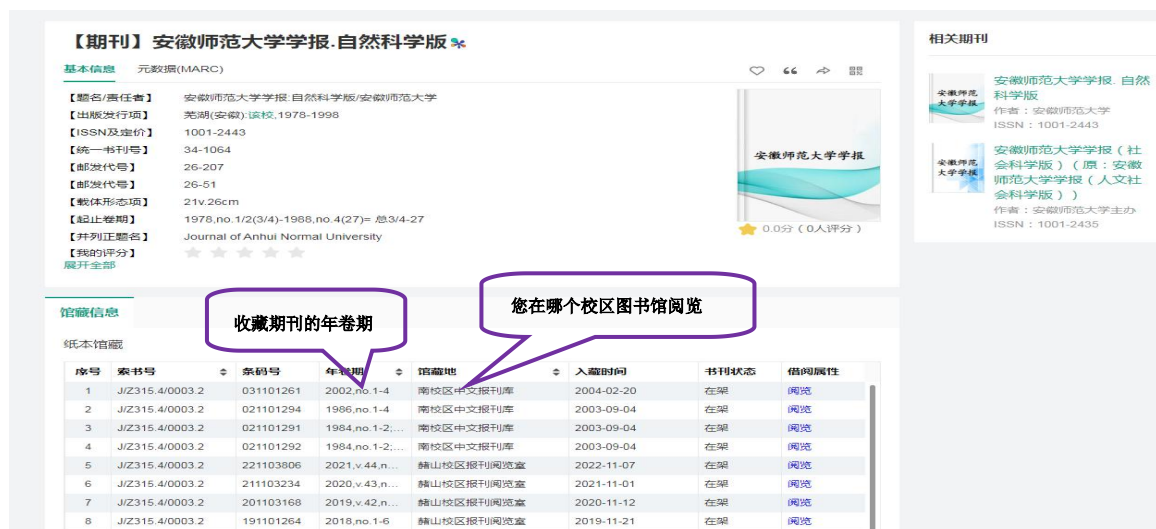 【期刊】安徽师范大学学报.自然科学版
基本信息 元数据(MARC)
【题名/责任者】 安徽师范大学学报.自然科学版/安徽师范大学
【出版发行项】 芜湖(安徽):该校,1978-1998
【ISSN及定价】 1001-2443
【统一书刊号】 34-1064
【邮发代号】 26-207
【邮发代号】 26-51
【载体形态项】 21v.26cm
【起止卷期】 1978,no.1/2(3/4)-1988,no.4(27)= 总3/4-27
【并列正题名】 Journal of Anhui Normal University
【我的评分】
展开全部
安徽师范大学学报
0.0分 ( 0人评分 )
相关期刊
安徽师范大学学报
安徽师范大学学报. 自然
科学版
作者：安徽师范大学
ISSN：1001-2443
安徽师范大学学报
安徽师范大学学报（社
会科学版）（原：安徽
师范大学学报（人文社
会科学版））
作者：安徽师范大学主办
ISSN：1001-2435
馆藏信息
收藏期刊的年卷期
您在哪个校区图书馆阅览
纸本馆藏
序号 索书号 条码号 年卷期 馆藏地 入藏时间 书刊状态 借阅属性
1 J/Z315.4/0003.2 031101261 2002,no.1-4 南校区中文报刊库 2004-02-20 在架 阅览
2 J/Z315.4/0003.2 021101294 1986,no.1-4 南校区中文报刊库 2003-09-04 在架 阅览
3 J/Z315.4/0003.2 021101291 1984,no.1-2;... 南校区中文报刊库 2003-09-04 在架 阅览
4 J/Z315.4/0003.2 021101292 1984,no.1-2;... 南校区中文报刊库 2003-09-04 在架 阅览
5 J/Z315.4/0003.2 221103806 2021,v.44,n... 赭山校区报刊阅览室 2022-11-07 在架 阅览
6 J/Z315.4/0003.2 211103234 2020,v.43,n... 赭山校区报刊阅览室 2021-11-01 在架 阅览
7 J/Z315.4/0003.2 201103168 2019,v.42,n... 赭山校区报刊阅览室 2020-11-12 在架 阅览
8 J/Z315.4/0003.2 191101264 2018,no.1-6 赭山校区报刊阅览室 2019-11-21 在架 阅览